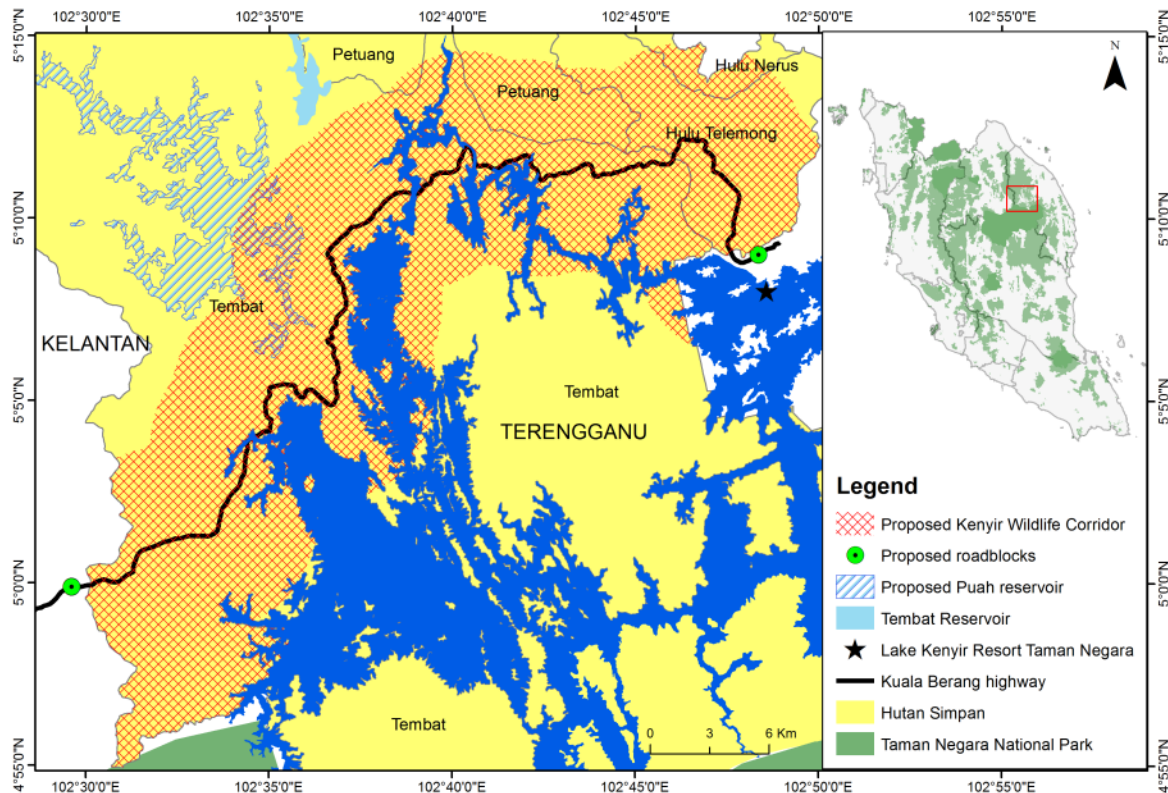 102°30'0"E 102°35'0"E 102°40'0"E 102°45'0"E 102°50'0"E 102°55'0"E
5°15'0"N
5°15'0"N
Petuang
Hulu Nerus
N
Petuang
Hulu Telemong
5°10'0"N
5°10'0"N
Tembat
KELANTAN
Tembat
TERENGGANU
5°5'0"N
5°5'0"N
Legend
Proposed Kenyir Wildlife Corridor
Proposed roadblocks
Proposed Puah reservoir
Tembat Reservoir
Lake Kenyir Resort Taman Negara
Kuala Berang highway
Hutan Simpan
Taman Negara National Park
5°0'0"N
5°0'0"N
Tembat
0 3 6 Km
4°55'0"N
4°55'0"N
102°30'0"E 102°35'0"E 102°40'0"E 102°45'0"E 102°50'0"E 102°55'0"E